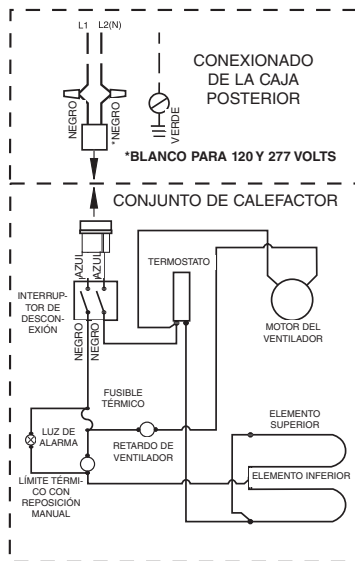 L1 L2(N)
CONEXIONADO
DE LA CAJA
POSTERIOR
NEGRO
*NEGRO
VERDE
*BLANCO PARA 120 Y 277 VOLTS
CONJUNTO DE CALEFACTOR
AZUL
AZUL
TERMOSTATO
INTERRUP-
TOR DE
DESCON-
EXIÓN
MOTOR DEL
VENTILADOR
NEGRO
NEGRO
FUSIBLE
TÉRMICO
LUZ DE
ALARMA
RETARDO DE
VENTILADOR
ELEMENTO
SUPERIOR
ELEMENTO INFERIOR
LÍMITE TÉRMI-
CO CON
REPOSICIÓN
MANUAL